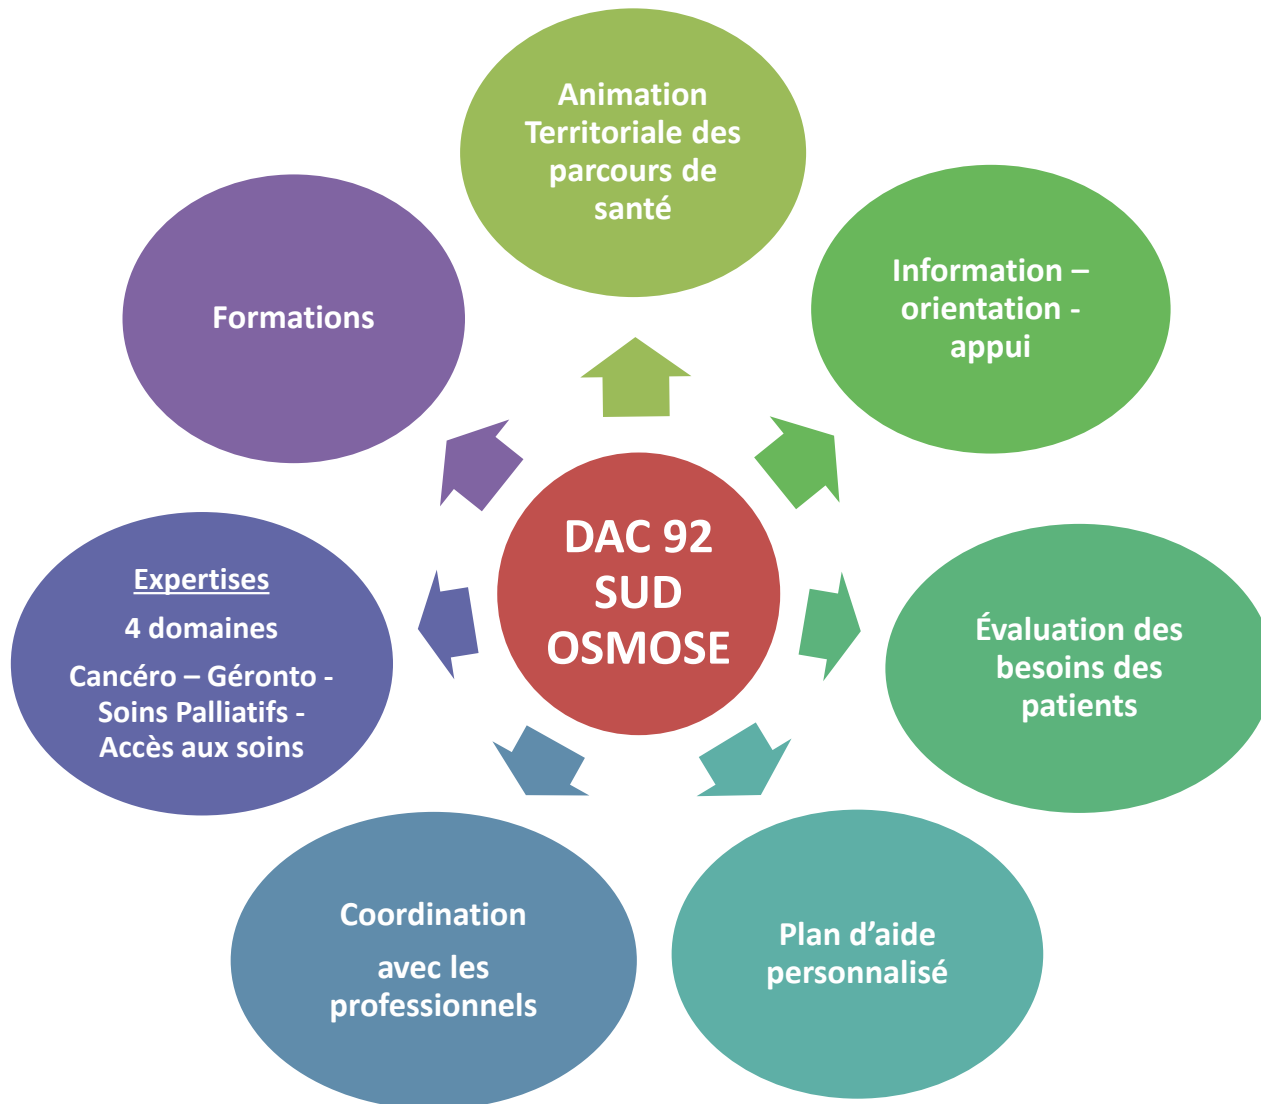 Animation
Territoriale des
parcours de
santé
Information –
orientation -
appui
Évaluation des
besoins des
patients
Plan d’aide
personnalisé
Coordination
avec les
professionnels
Expertises
4 domaines
Cancéro – Géronto -
Soins Palliatifs -
Accès aux soins
Formations
DAC 92
SUD
OSMOSE